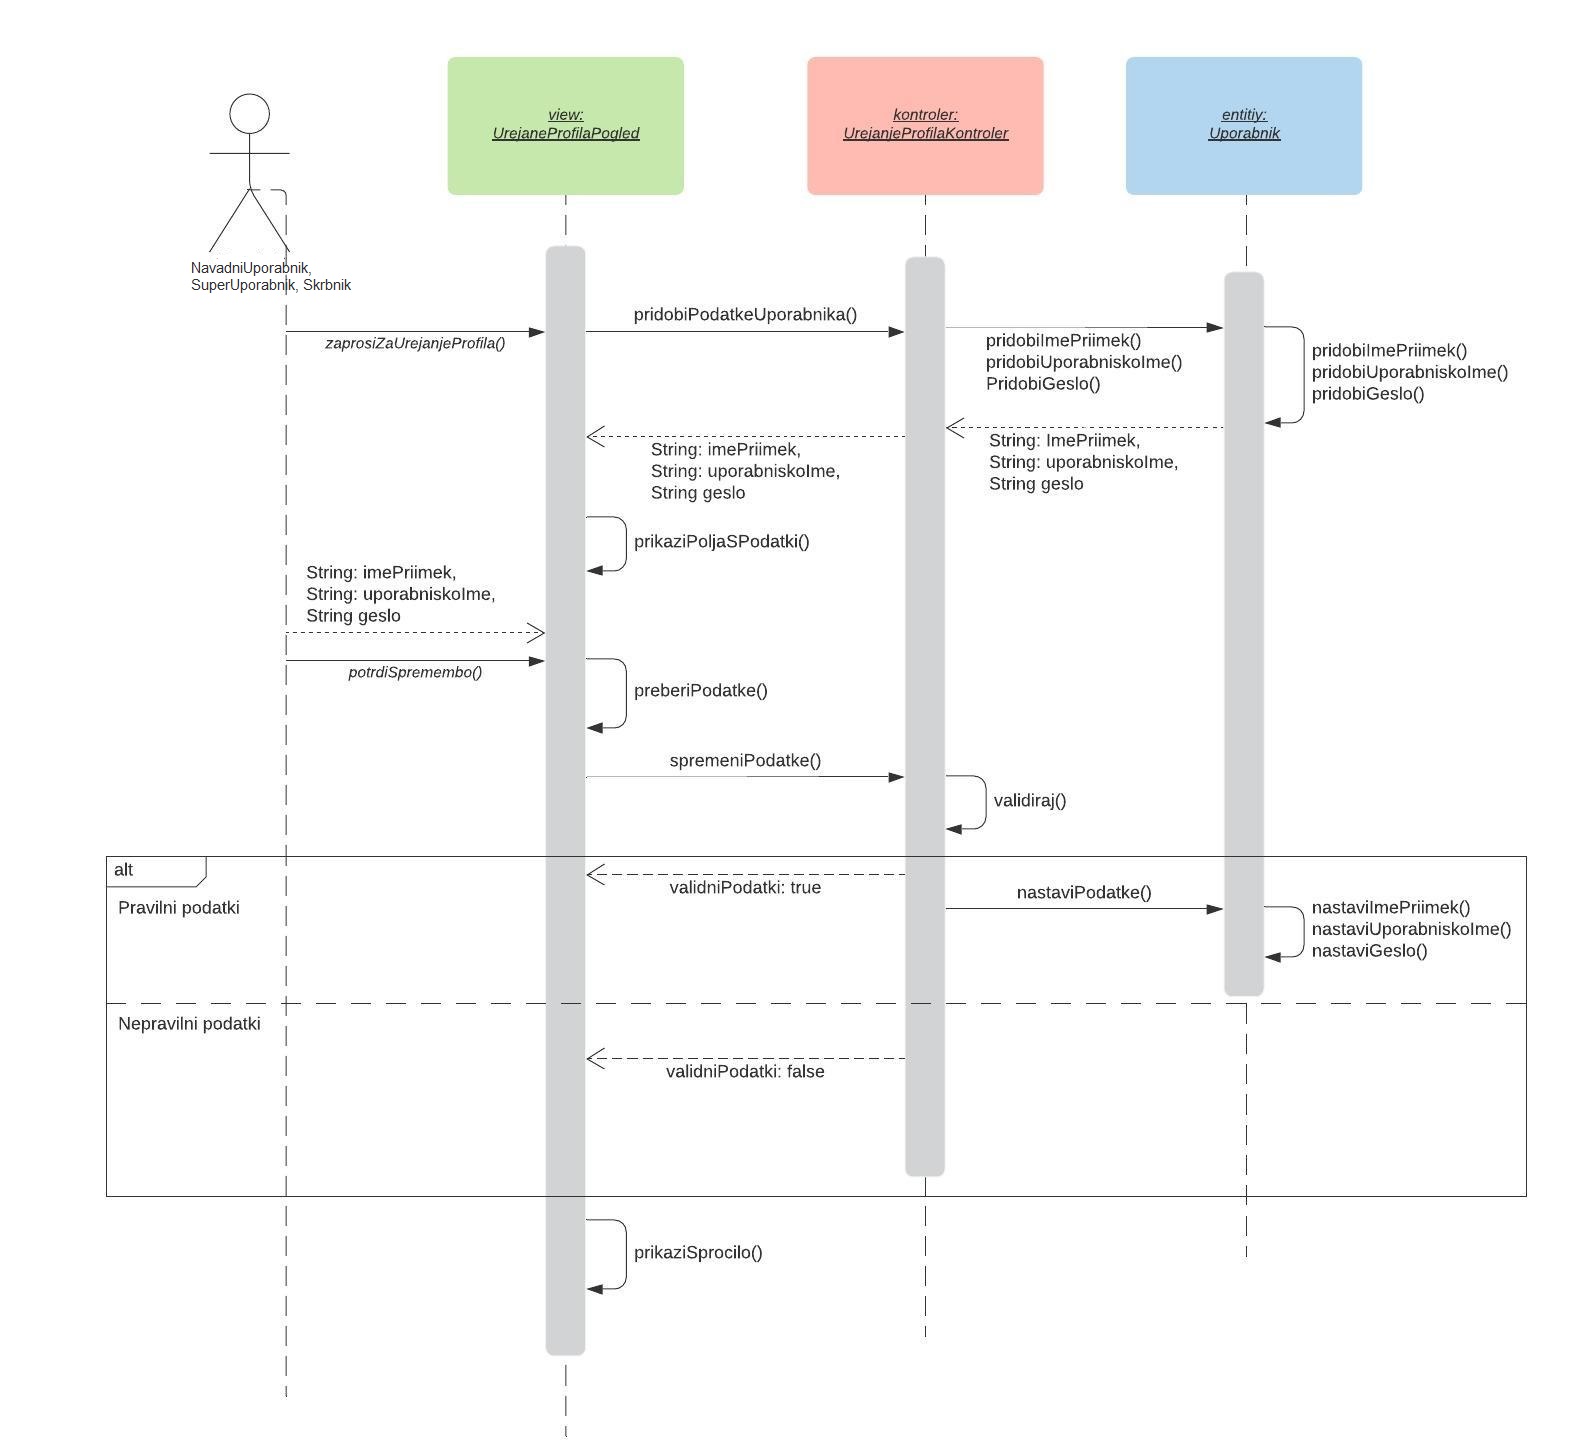 view:
UrejaneProfilaPogled
kontroler:
UrejanjeProfilaKontroler
entitiy:
Uporabnik
NavadniUporabnik,
SuperUporabnik, Skrbnik
zaprosiZaUrejanjeProfila()
pridobiPodatkeUporabnika()
pridobiImePriimek()
pridobiUporabniskoIme()
PridobiGeslo()
pridobiImePriimek()
pridobiUporabniskoIme()
pridobiGeslo()
String: imePriimek,
String: uporabniskoIme,
String geslo
String: ImePriimek,
String: uporabniskoIme,
String geslo
prikaziPoljaSPodatki()
String: imePriimek,
String: uporabniskoIme,
String geslo
potrdiSpremembo()
preberiPodatke()
spremeniPodatke()
validiraj()
alt
Pravilni podatki
validniPodatki: true
nastaviPodatke()
nastaviImePriimek()
nastaviUporabniskoIme()
nastaviGeslo()
Nepravilni podatki
validniPodatki: false
prikaziSprocilo()